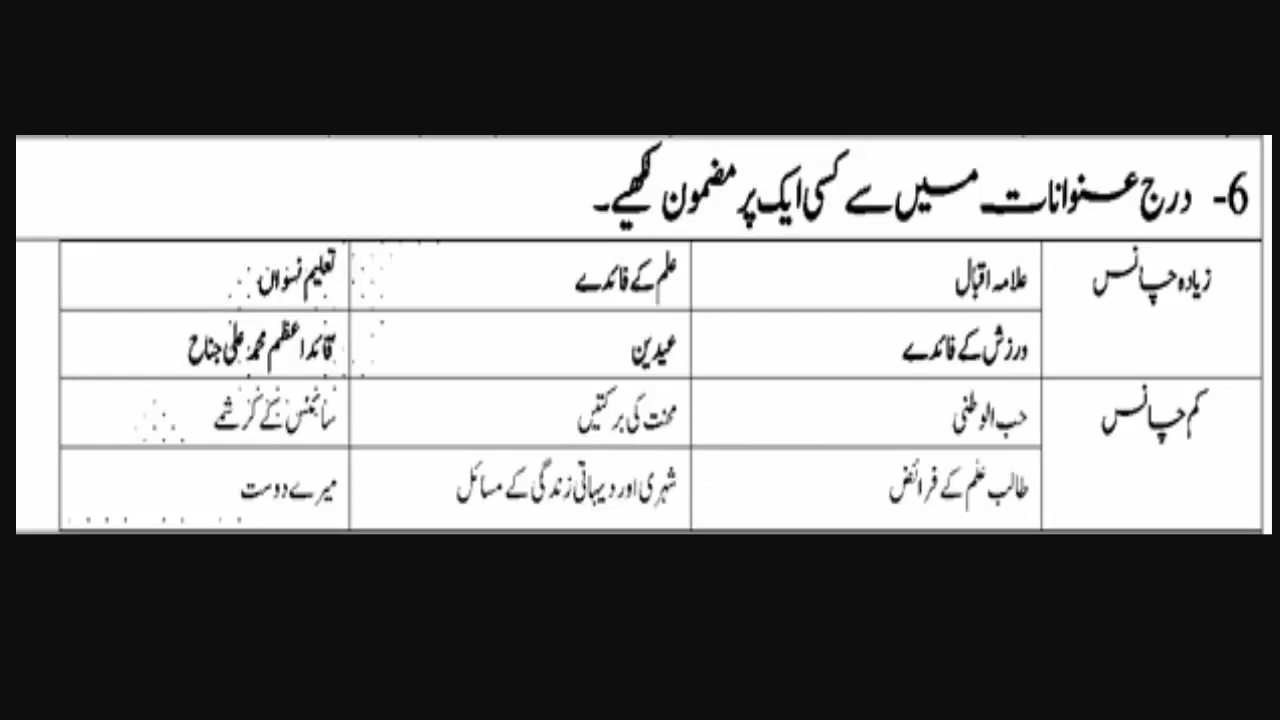 6- درج عنوانات میں سے کسی ایک پر مضمون لکھیے۔
زیادہ چانس علامہ اقبال علم کے فائدے تعلیم نسواں
ورزش کے فائدے عیدین قائد اعظم محمد علی جناح
کم چانس حب الوطنی محنت کی برکتیں سائنس کے کرشمے
طالب علم کے فرائض شہری اور دیہاتی زندگی کے مسائل میرے دوست